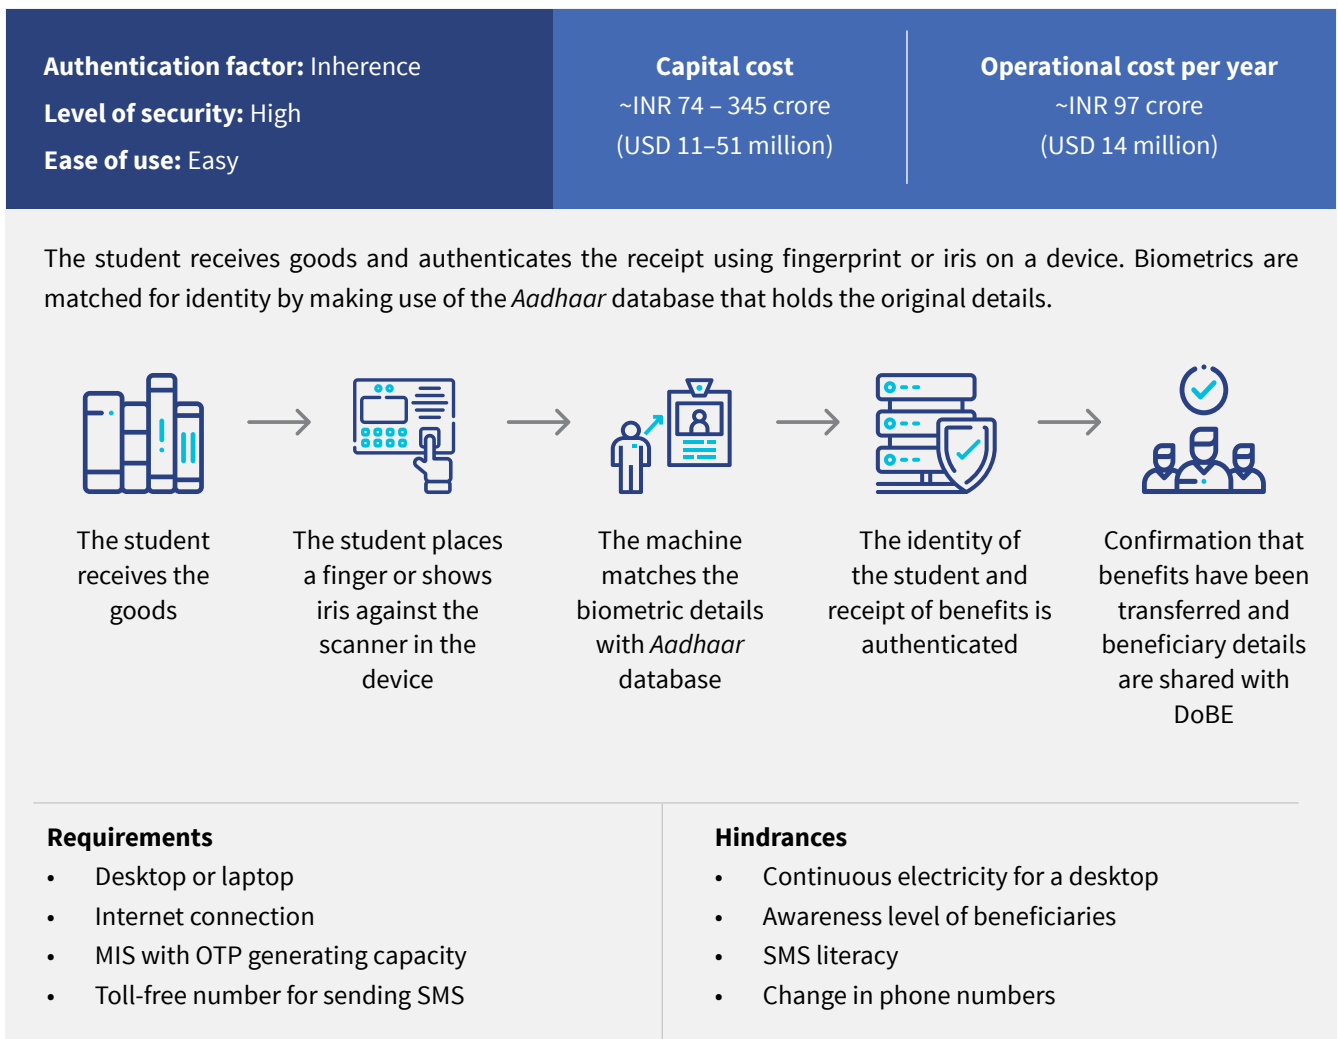 Authentication factor: Inherence
Level of security: High
Ease of use: Easy
Capital cost
~INR 74 – 345 crore
(USD 11–51 million)
Operational cost per year
~INR 97 crore
(USD 14 million)
The student receives goods and authenticates the receipt using fingerprint or iris on a device. Biometrics are
matched for identity by making use of the Aadhaar database that holds the original details.
The student
receives the
goods
The student places
a finger or shows
iris against the
scanner in the
device
The machine
matches the
biometric details
with Aadhaar
database
The identity of
the student and
receipt of benefits is
authenticated
Confirmation that
benefits have been
transferred and
beneficiary details
are shared with
DoBE
Requirements
• Desktop or laptop
• Internet connection
• MIS with OTP generating capacity
• Toll-free number for sending SMS
Hindrances
• Continuous electricity for a desktop
• Awareness level of beneficiaries
• SMS literacy
• Change in phone numbers